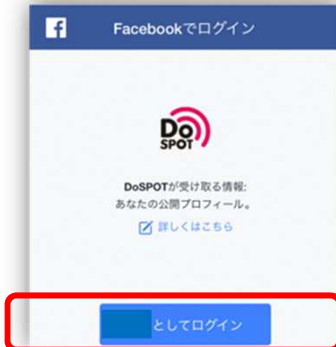 Facebookでログイン
Do
SPOT
DoSPOTが受け取る情報:
あなたの公開プロフィール。
詳しくはこちら
としてログイン